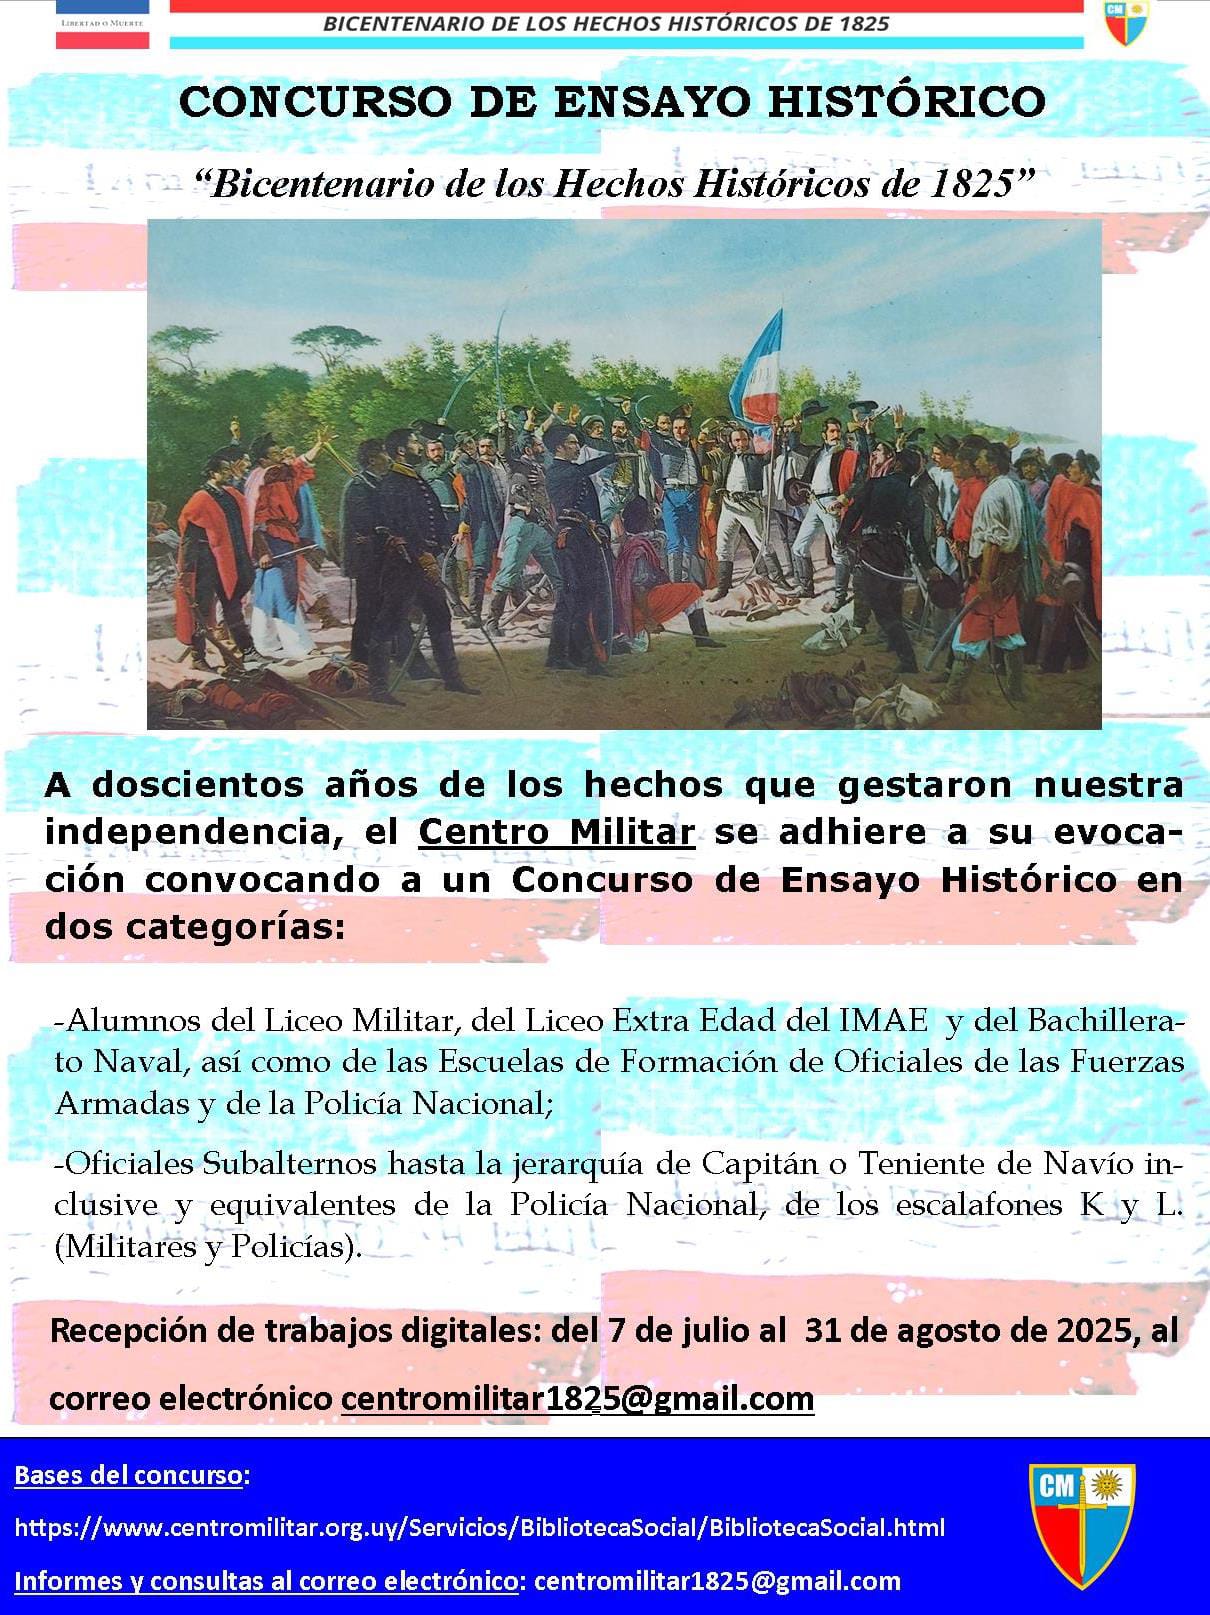 LIBERTAD O MUERTE
BICENTENARIO DE LOS HECHOS HISTÓRICOS DE 1825
CM
CONCURSO DE ENSAYO HISTÓRICO
“Bicentenario de los Hechos Históricos de 1825”
A doscientos años de los hechos que gestaron nuestra
independencia, el Centro Militar se adhiere a su evoca-
ción convocando a un Concurso de Ensayo Histórico en
dos categorías:
-Alumnos del Liceo Militar, del Liceo Extra Edad del IMAE y del Bachillera-
to Naval, así como de las Escuelas de Formación de Oficiales de las Fuerzas
Armadas y de la Policía Nacional;
-Oficiales Subalternos hasta la jerarquía de Capitán o Teniente de Navío in-
clusive y equivalentes de la Policía Nacional, de los escalafones K y L.
(Militares y Policías).
Recepción de trabajos digitales: del 7 de julio al 31 de agosto de 2025, al
correo electrónico centromilitar1825@gmail.com
Bases del concurso:
CM
https://www.centromilitar.org.uy/Servicios/BibliotecaSocial/BibliotecaSocial.html
Informes y consultas al correo electrónico: centromilitar1825@gmail.com